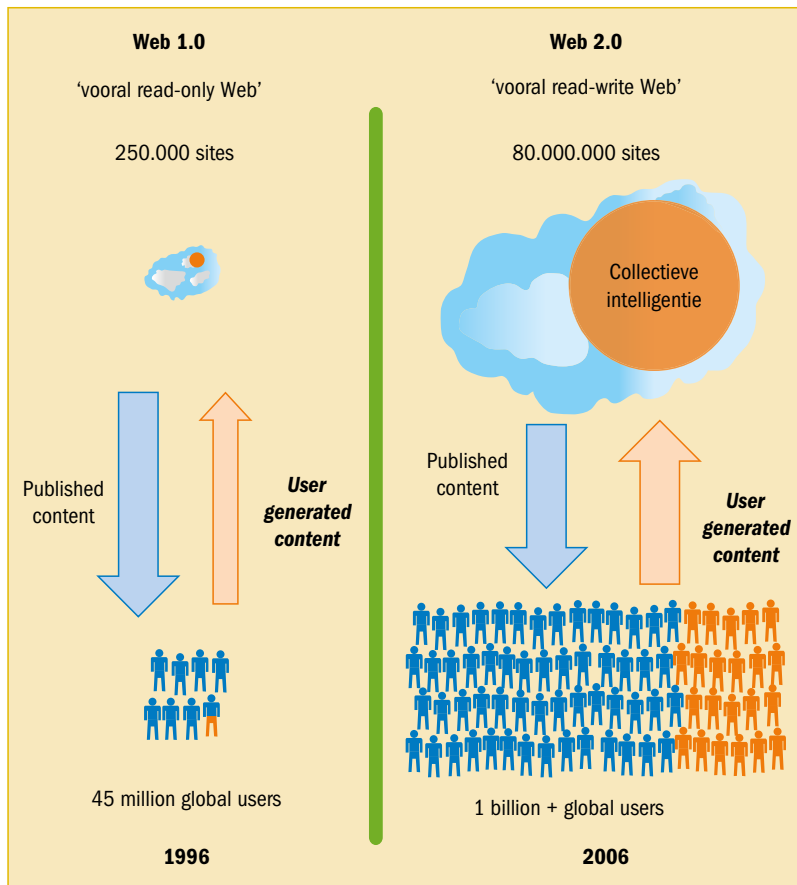 Web 1.0
'vooral read-only Web'
250.000 sites
Published
content
User
generated
content
45 million global users
1996
Web 2.0
'vooral read-write Web'
80.000.000 sites
Collectieve
intelligentie
Published
content
User
generated
content
1 billion + global users
2006